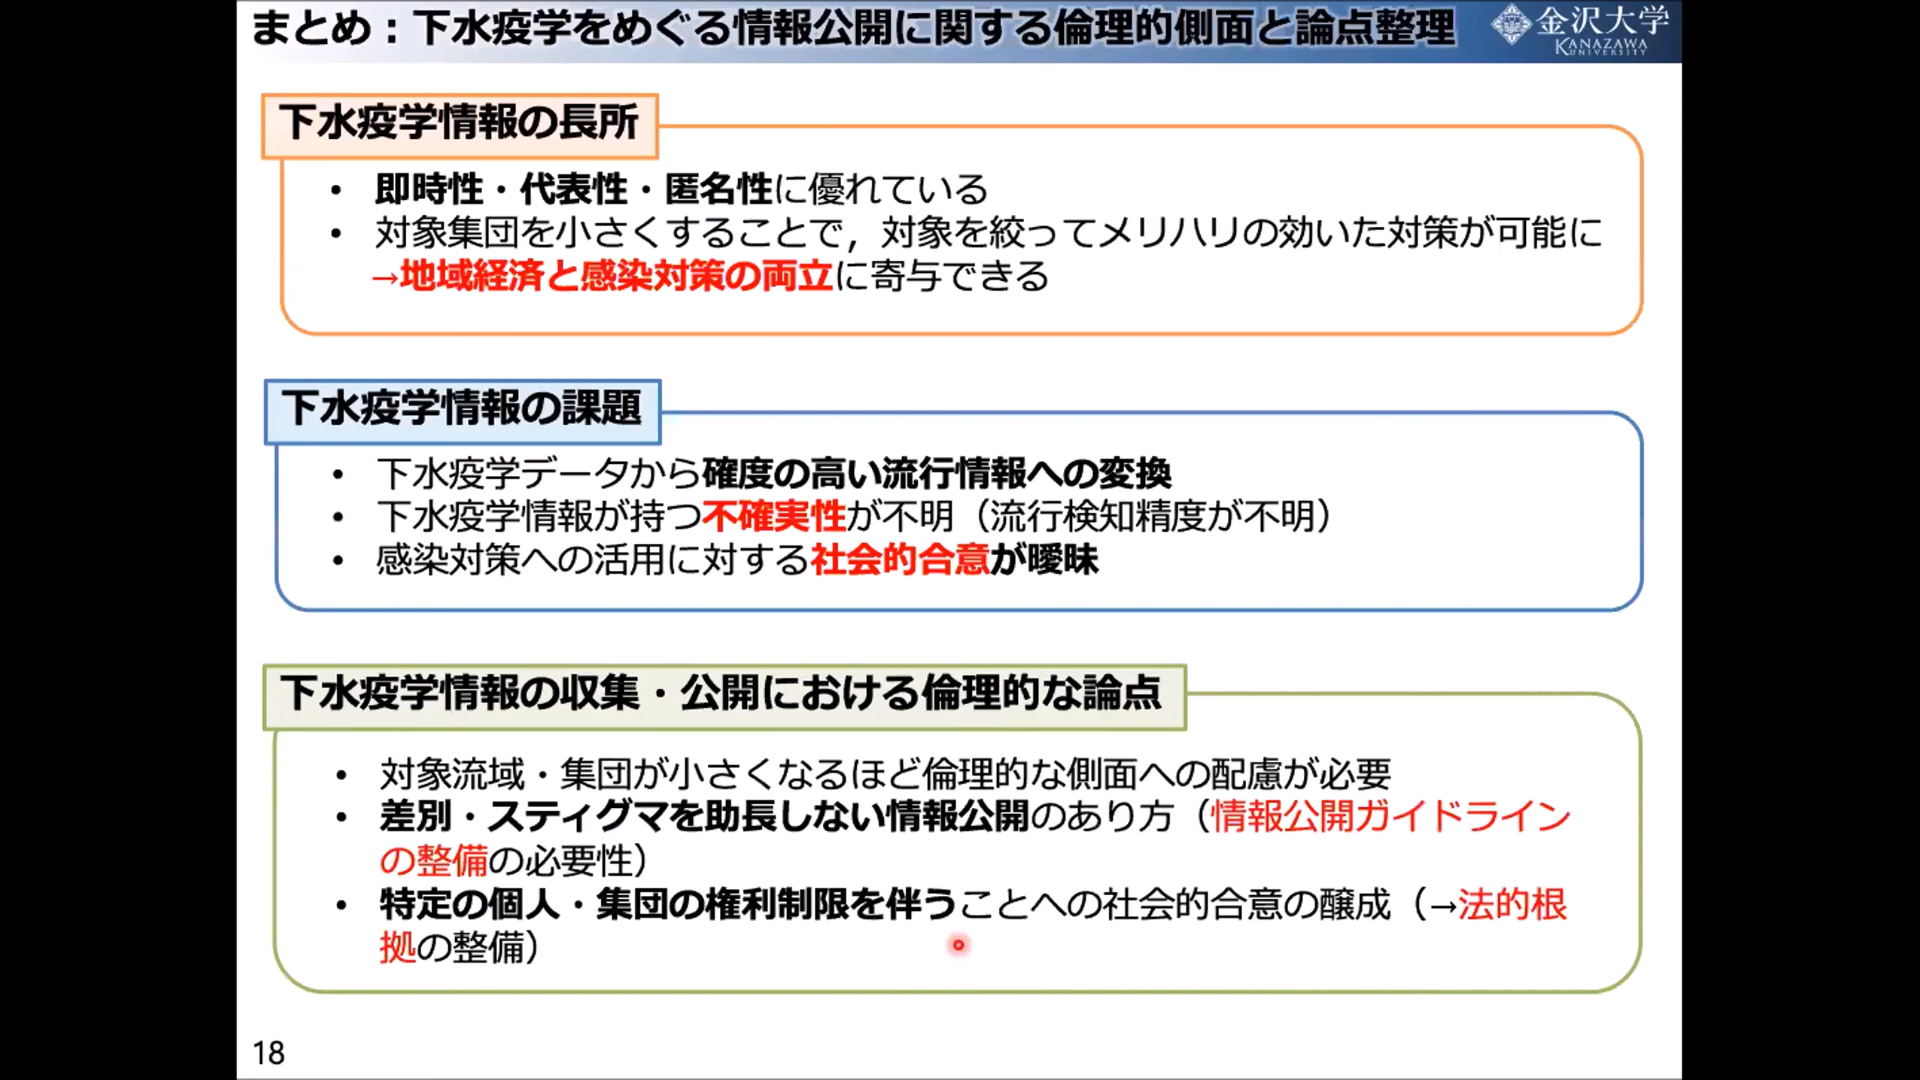 まとめ：下水疫学をめぐる情報公開に関する倫理的側面と論点整理
金沢大学
KANAZAWA
UNIVERSITY
下水疫学情報の長所
• 即時性・代表性・匿名性に優れている
• 対象集団を小さくすることで，対象を絞ってメリハリの効いた対策が可能に
→地域経済と感染対策の両立に寄与できる
下水疫学情報の課題
• 下水疫学データから確度の高い流行情報への変換
• 下水疫学情報が持つ不確実性が不明（流行検知精度が不明）
• 感染対策への活用に対する社会的合意が曖昧
下水疫学情報の収集・公開における倫理的な論点
• 対象流域・集団が小さくなるほど倫理的な側面への配慮が必要
• 差別・スティグマを助長しない情報公開のあり方（情報公開ガイドライン
の整備の必要性）
• 特定の個人・集団の権利制限を伴うことへの社会的合意の醸成（→法的根
拠の整備）
18